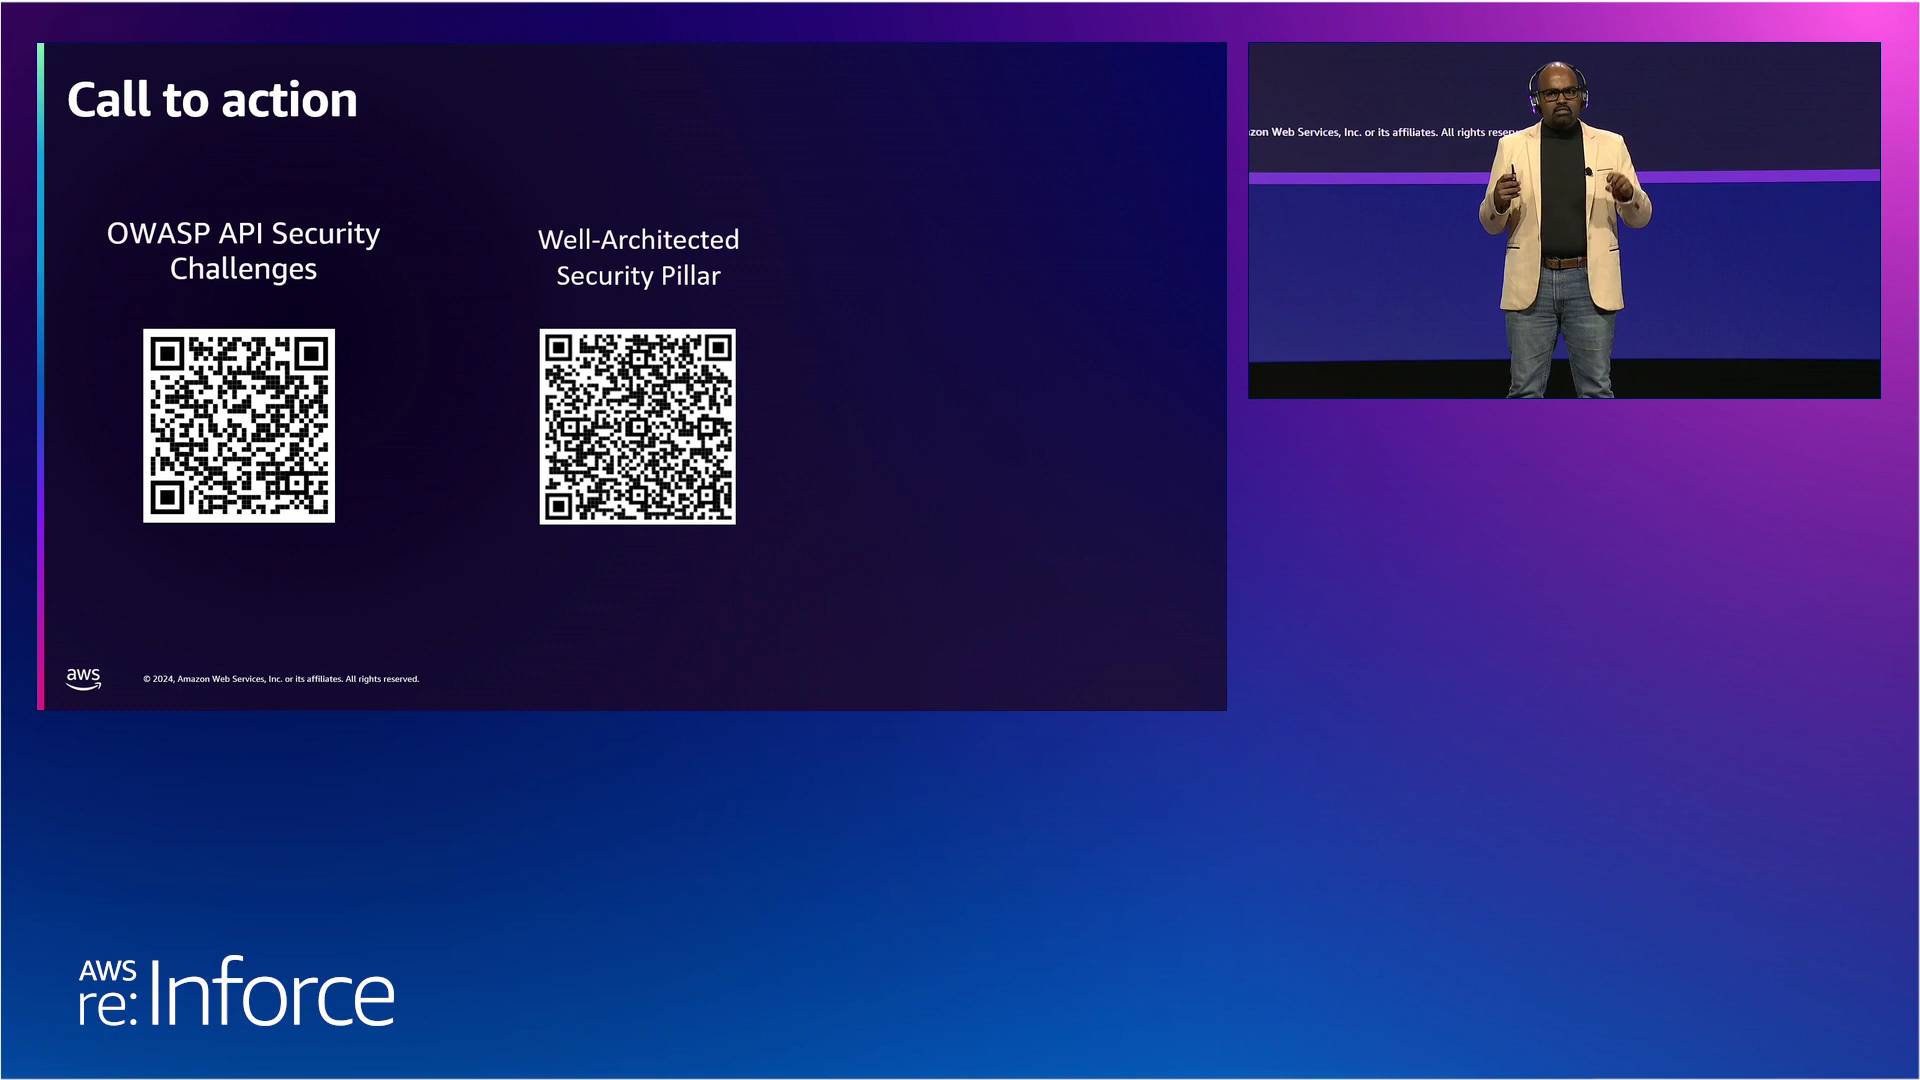 Call to action
OWASP API Security
Challenges
Well-Architected
Security Pillar
aws
© 2024, Amazon Web Services, Inc. or its affiliates. All rights reserved.
zon Web Services, Inc. or its affiliates. All rights reser
AWS
re:Inforce